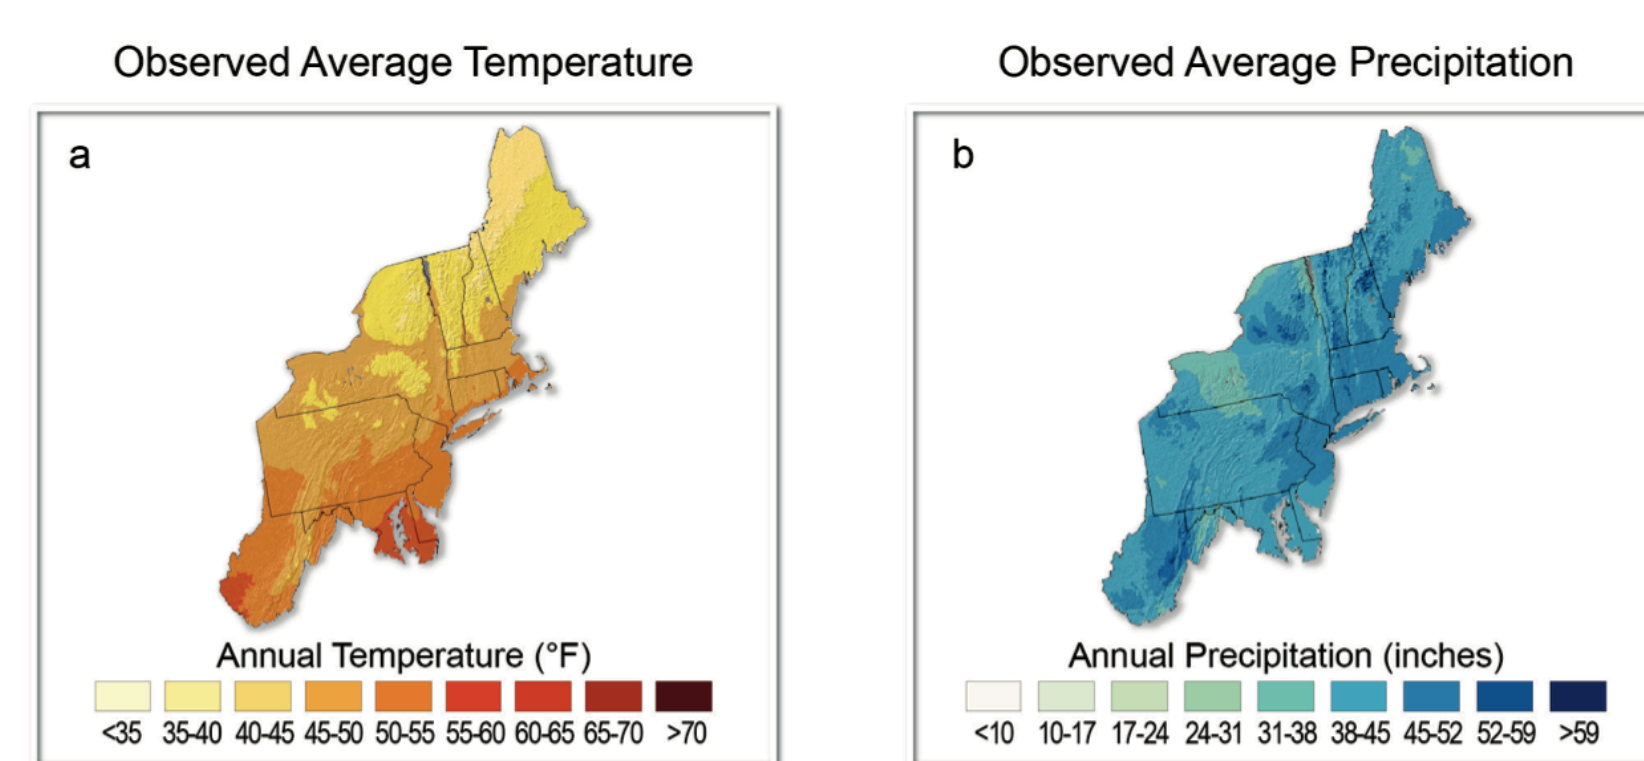 Observed Average Temperature
a
Annual Temperature (°F)
<35 35-40 40-45 45-50 50-55 55-60 60-65 65-70 >70
Observed Average Precipitation
b
Annual Precipitation (inches)
<10 10-17 17-24 24-31 31-38 38-45 45-52 52-59 >59